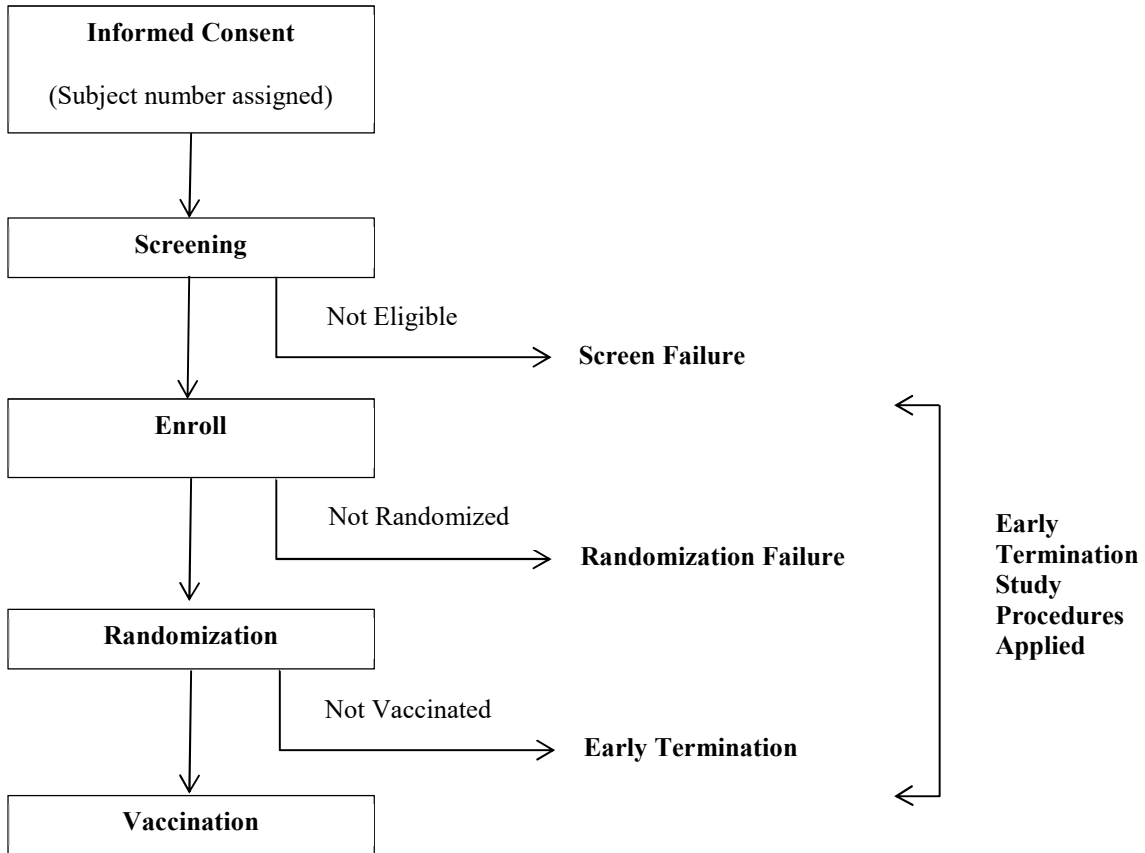 Informed Consent
(Subject number assigned)
Screening
Not Eligible
Screen Failure
Enroll
Not Randomized
Randomization Failure
Randomization
Not Vaccinated
Early Termination
Vaccination
Early
Termination
Study
Procedures
Applied